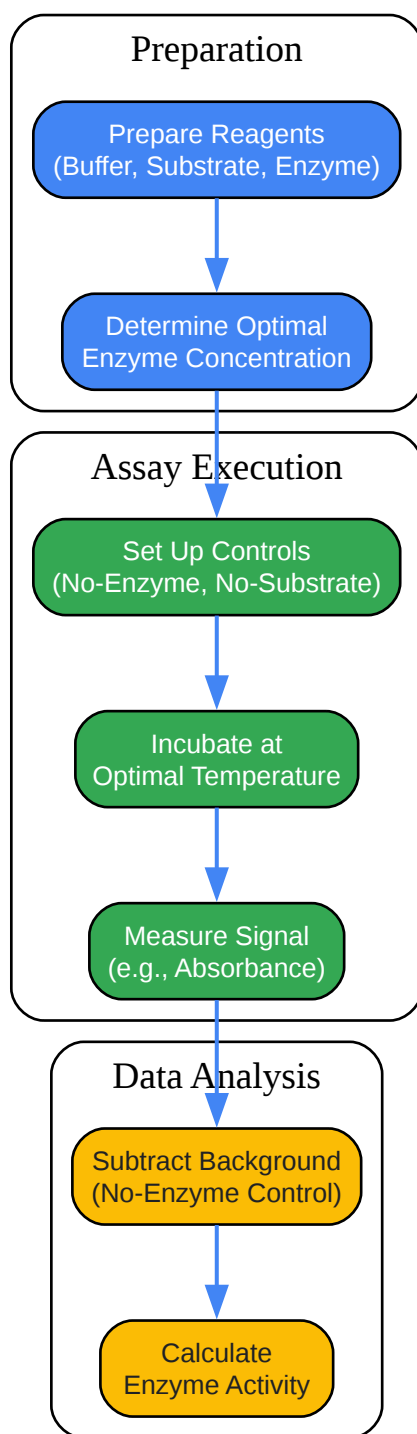 Preparation
Prepare Reagents
(Buffer, Substrate, Enzyme)
Determine Optimal
Enzyme Concentration
Assay Execution
Set Up Controls
(No-Enzyme, No-Substrate)
Incubate at
Optimal Temperature
Measure Signal
(e.g., Absorbance)
Data Analysis
Subtract Background
(No-Enzyme Control)
Calculate
Enzyme Activity